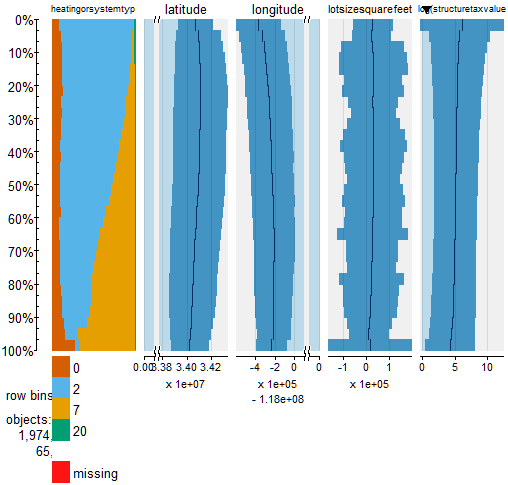 heatingorsystemtyp
latitude
longitude
lotsizesquarefeet
structuretaxvalue
0%
10%
20%
30%
40%
50%
60%
70%
80%
90%
100%
0.00 3.38 3.40 3.42
x 1e+07
-4 -2 0 0
x 1e+05
- 1.18e+08
-1 0 1
x 1e+05
0 5 10
row bins
objects:
1,974,
65,
0
2
7
20
missing